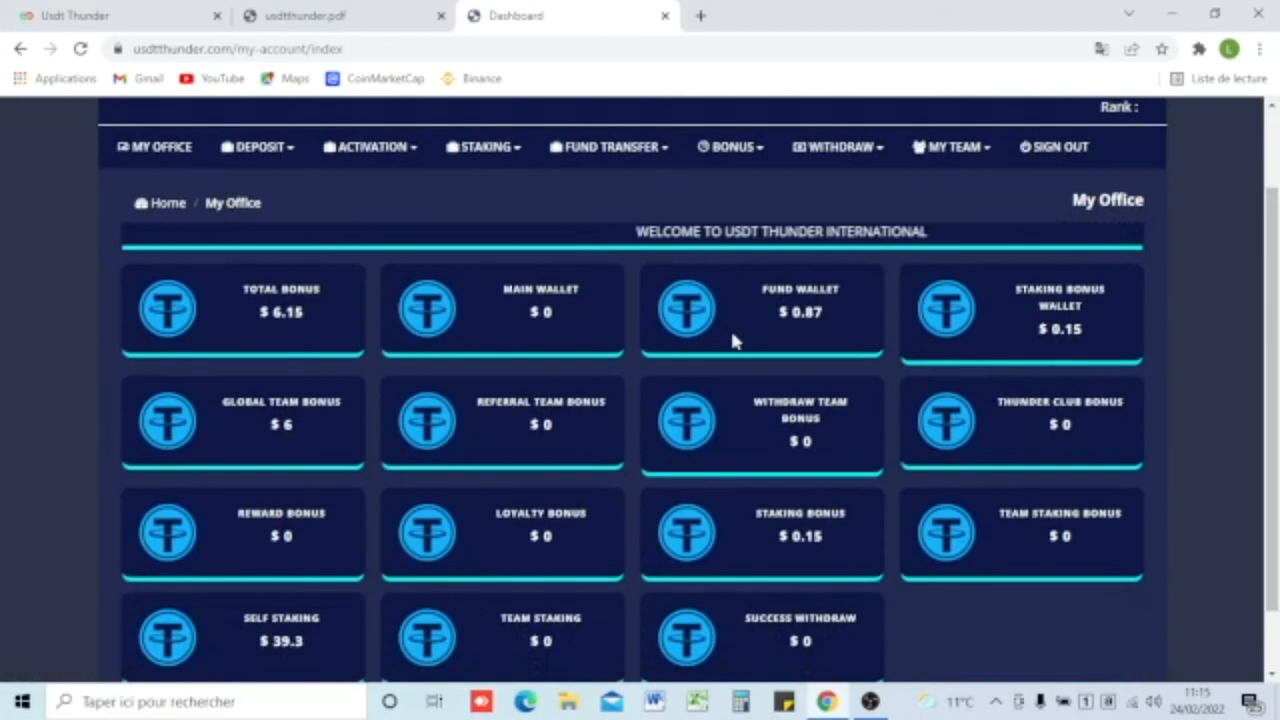 Usdt Thunder
usdtthunder.pdf
Dashboard
usdtthunder.com/my-account/index
Applications
Gmail
YouTube
Maps
CoinMarketCap
Binance
Liste de lecture
L
Rank :
MY OFFICE
DEPOSIT
ACTIVATION
STAKING
FUND TRANSFER
BONUS
WITHDRAW
MY TEAM
SIGN OUT
Home / My Office
My Office
WELCOME TO USDT THUNDER INTERNATIONAL
TOTAL BONUS
$ 6.15
MAIN WALLET
$ 0
FUND WALLET
$ 0.87
STAKING BONUS
WALLET
$ 0.15
GLOBAL TEAM BONUS
$ 6
REFERRAL TEAM BONUS
$ 0
WITHDRAW TEAM
BONUS
$ 0
THUNDER CLUB BONUS
$ 0
REWARD BONUS
$ 0
LOYALTY BONUS
$ 0
STAKING BONUS
$ 0.15
TEAM STAKING BONUS
$ 0
SELF STAKING
$ 39.3
TEAM STAKING
$ 0
SUCCESS WITHDRAW
$ 0
Taper ici pour rechercher
11°C
11:15
24/02/2022